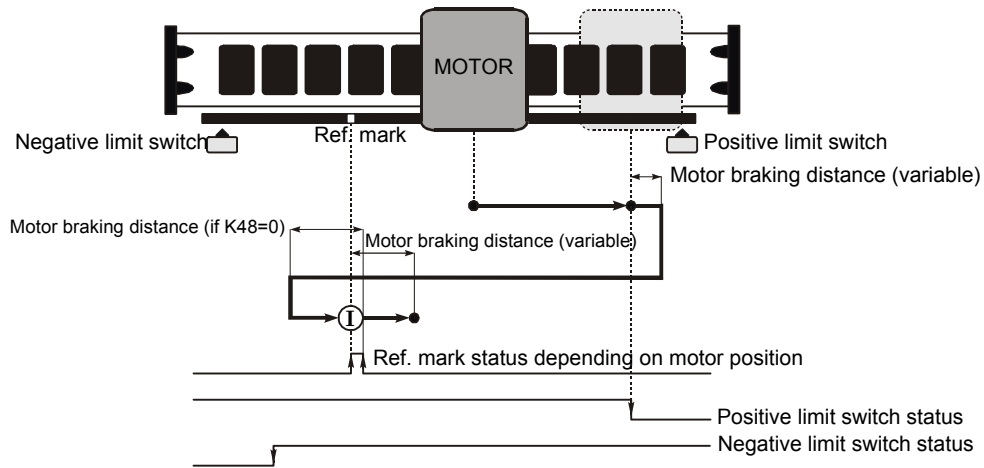 MOTOR
Negative limit switch
Ref. mark
Positive limit switch
Motor braking distance (variable)
Motor braking distance (if K48=0)
Motor braking distance (variable)
I
Ref. mark status depending on motor position
Positive limit switch status
Negative limit switch status